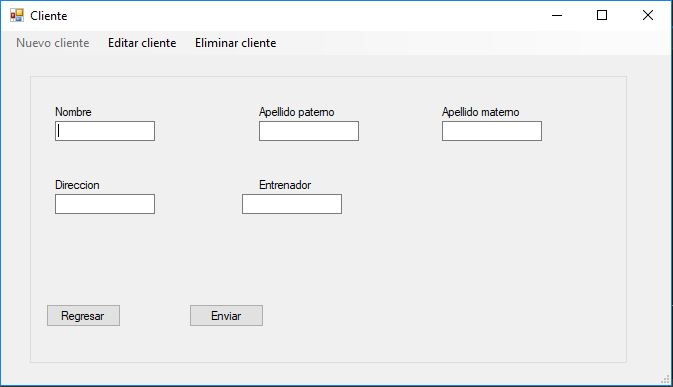 Cliente
Nuevo cliente Editar cliente Eliminar cliente
Nombre Apellido paterno Apellido materno
Direccion Entrenador
Regresar Enviar